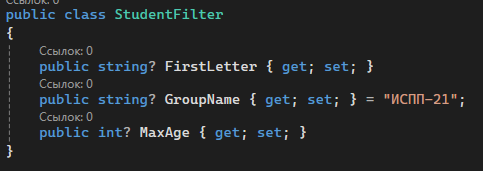 Ссылок: 0
public class StudentFilter
{
Ссылок: 0
public string? FirstLetter { get; set; }
Ссылок: 0
public string? GroupName { get; set; } = "ИСПП-21";
Ссылок: 0
public int? MaxAge { get; set; }
}